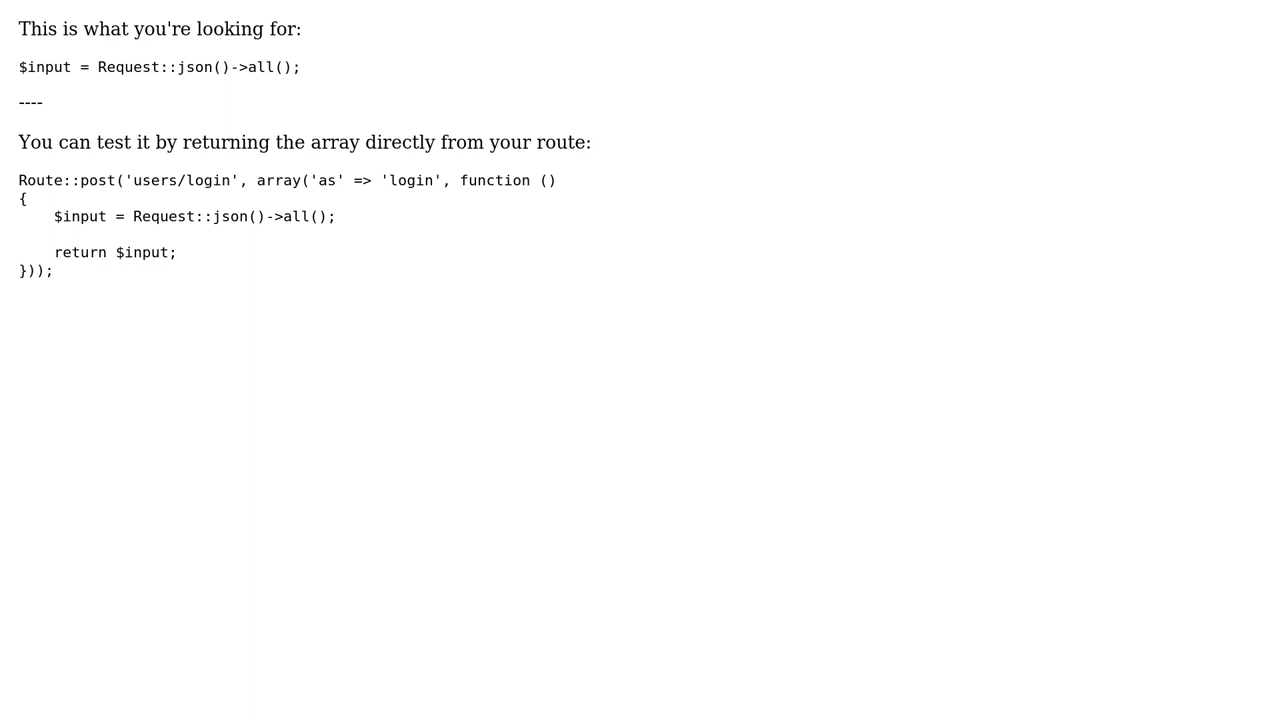 This is what you're looking for:
$input = Request::json()->all();
----
You can test it by returning the array directly from your route:
Route::post('users/login', array('as' => 'login', function ()
{
    $input = Request::json()->all();

    return $input;
}));